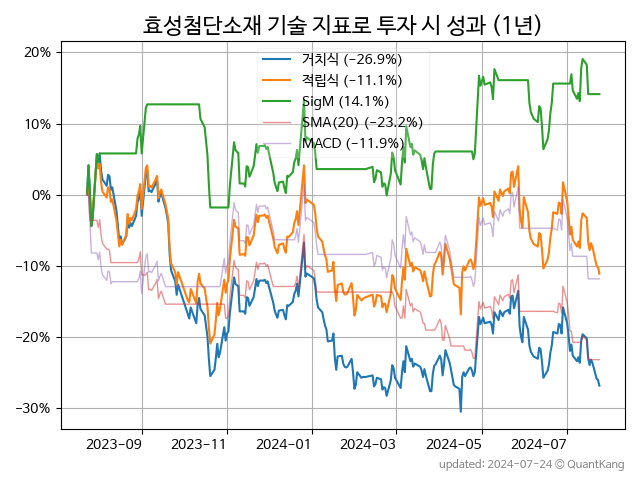 효성첨단소재 기술 지표로 투자 시 성과 (1년)
거치식 (−26.9%)
적립식 (−11.1%)
SigM (14.1%)
SMA(20) (−23.2%)
MACD (−11.9%)
20%
10%
0%
−10%
−20%
−30%
2023-09 2023-11 2024-01 2024-03 2024-05 2024-07
updated: 2024-07-24 © QuantKang